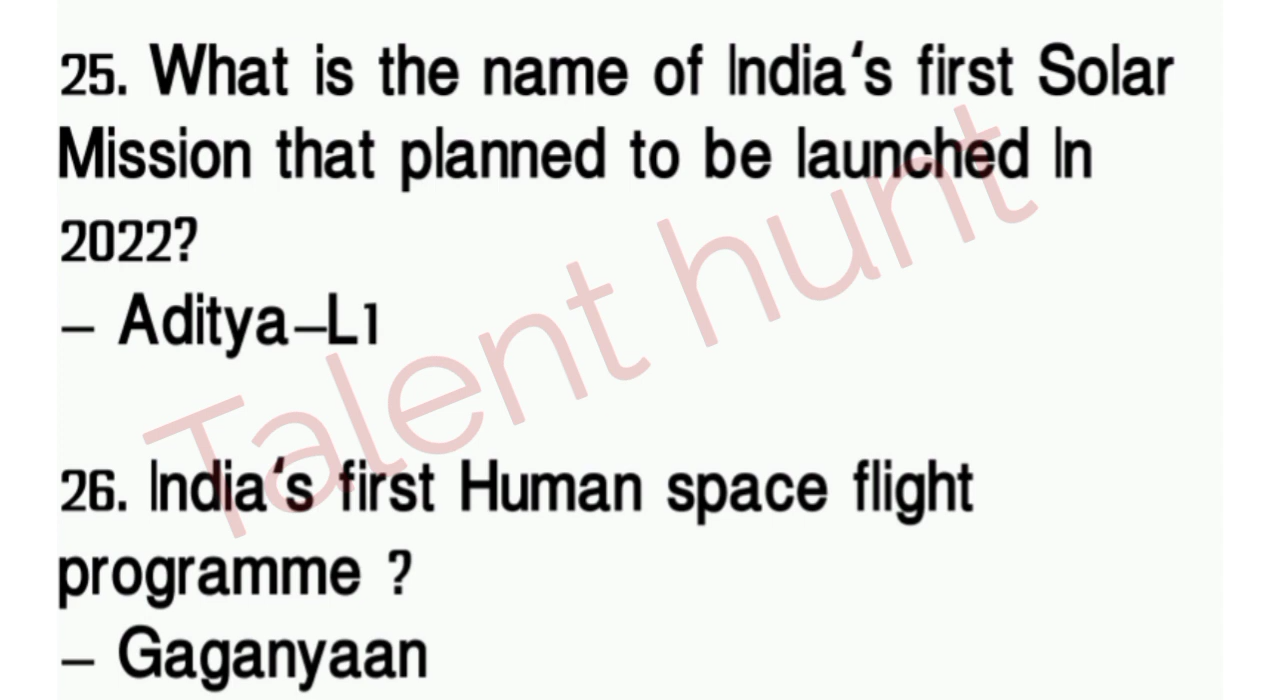 25. What is the name of India‘s first Solar
Mission that planned to be launched In
2022?
– Aditya–L1
26. India‘s first Human space flight
programme ?
– Gaganyaan
Talent hunt